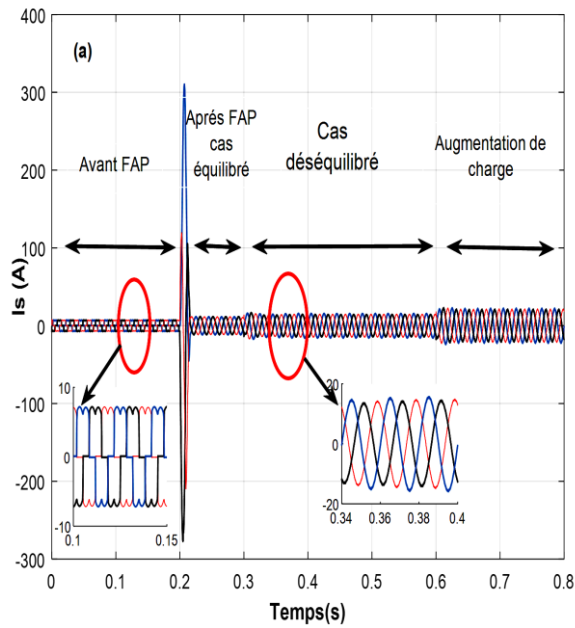 (a)
400
300
200
100
0
-100
-200
-300
Is (A)
Avant FAP
Aprés FAP
cas
équilibré
Cas
déséquilibré
Augmentation de
charge
10
0
-10
0.1
0.15
20
0
-20
0.34
0.36
0.38
0.4
0
0.1
0.2
0.3
0.4
0.5
0.6
0.7
0.8
Temps(s)